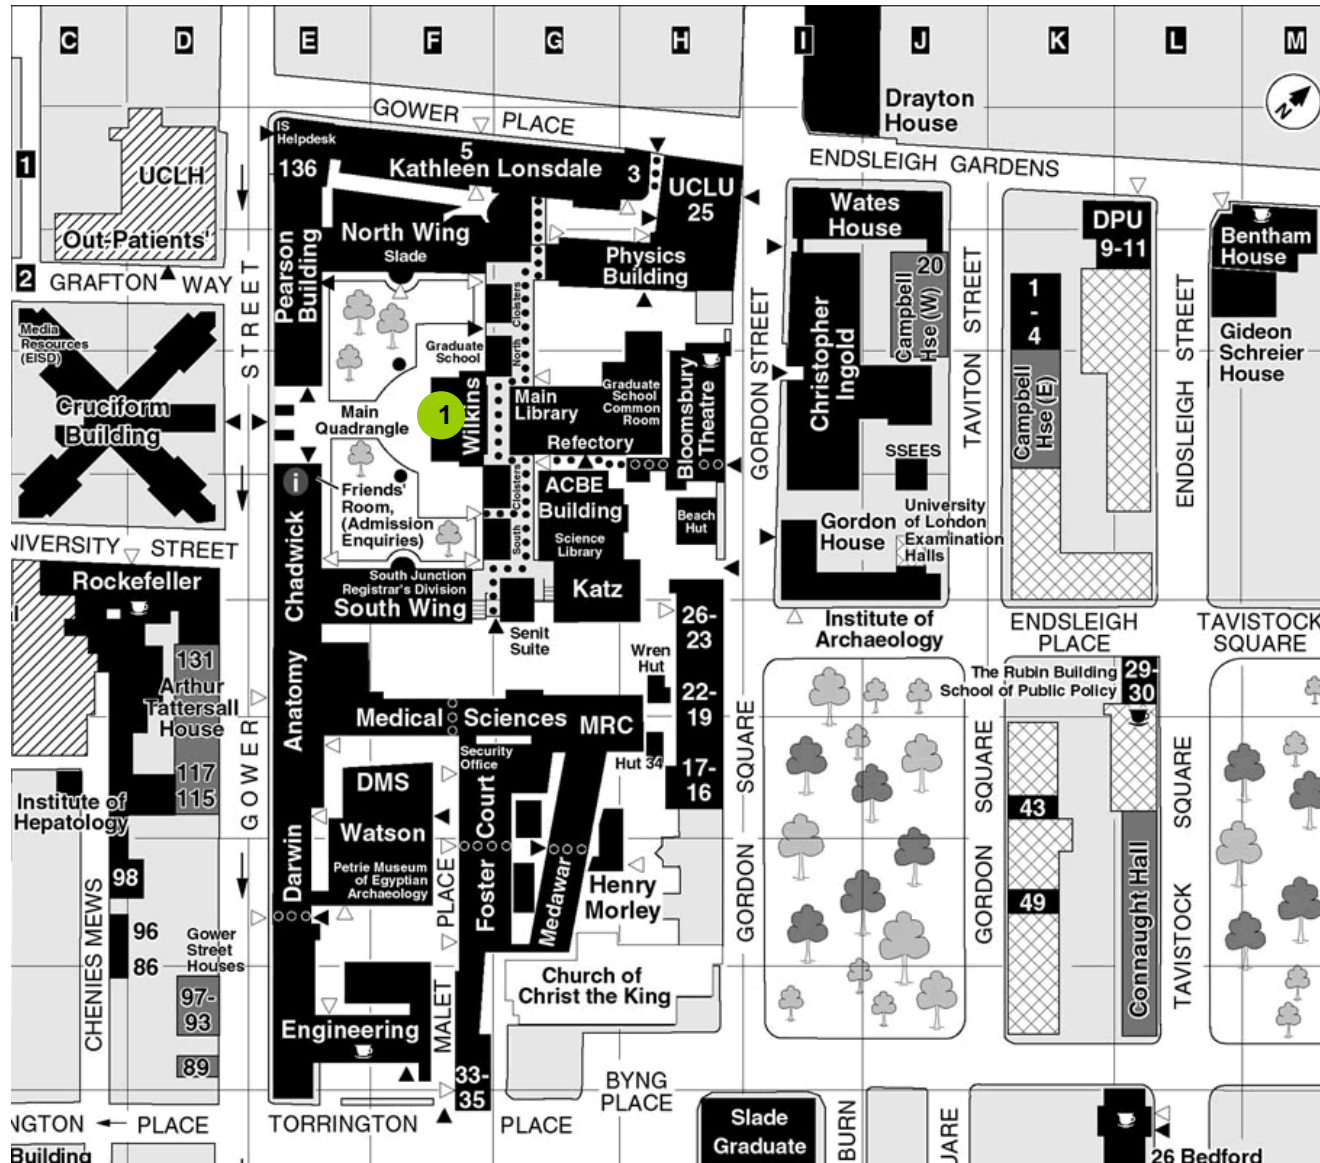 C
D
E
F
G
H
I
J
K
L
M
N
1
2
GOWER PLACE
Drayton
House
ENDSLEIGH GARDENS
IS
Helpdesk
136
5
Kathleen Lonsdale
3
UCLU
25
UCLH
Out-Patients'
GRAFTON WAY
STREET
Pearson
Building
North Wing
Slade
Physics
Building
Wates
House
20
Campbell
Hse (W)
TAVITON STREET
DPU
9-11
Bentham
House
1
-
4
Campbell
Hse (E)
ENDSLEIGH STREET
Gideon
Schreier
House
Media
Resources
(EISD)
Cruciform
Building
Graduate
School
North Cloisters
Main
Quadrangle
1
Wilkins
Main
Library
Graduate
School
Common
Room
Refectory
Bloomsbury
Theatre
GORDON STREET
Christopher
Ingold
SSEES
i
Friends'
Room,
(Admission
Enquiries)
South Cloisters
ACBE
Building
Science
Library
Beach
Hut
Gordon
House
University
of London
Examination
Halls
NIVERSITY STREET
Rockefeller
Chadwick
South Junction
Registrar's Division
South Wing
Katz
Senit
Suite
26-
23
Institute of
Archaeology
ENDSLEIGH
PLACE
TAVISTOCK
SQUARE
131
Arthur
Tattersall
House
117
115
Anatomy
Wren
Hut
22-
19
The Rubin Building
School of Public Policy
29-
30
Medical Sciences
MRC
Security
Office
Hut 34
17-
16
GOWER
Institute of
Hepatology
DMS
Watson
Petrie Museum
of Egyptian
Archaeology
Darwin
Foster Court
Medawar
Henry
Morley
GORDON SQUARE
GORDON SQUARE
43
49
Connaught Hall
TAVISTOCK SQUARE
CHENIES MEWS
98
96
86
Gower
Street
Houses
97-
93
89
Engineering
MALET PLACE
Church of
Christ the King
33-
35
BYNG
PLACE
NGTON PLACE
TORRINGTON PLACE
Building
Slade
Graduate
BURN
UARE
26 Bedford